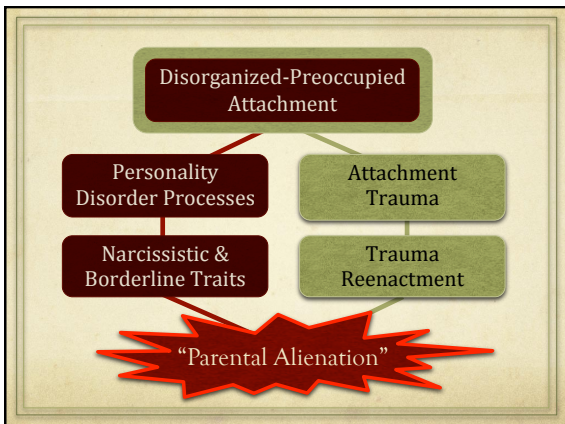 Disorganized-Preoccupied
Attachment
Personality
Disorder Processes
Attachment
Trauma
Narcissistic &
Borderline Traits
Trauma
Reenactment
“Parental Alienation”